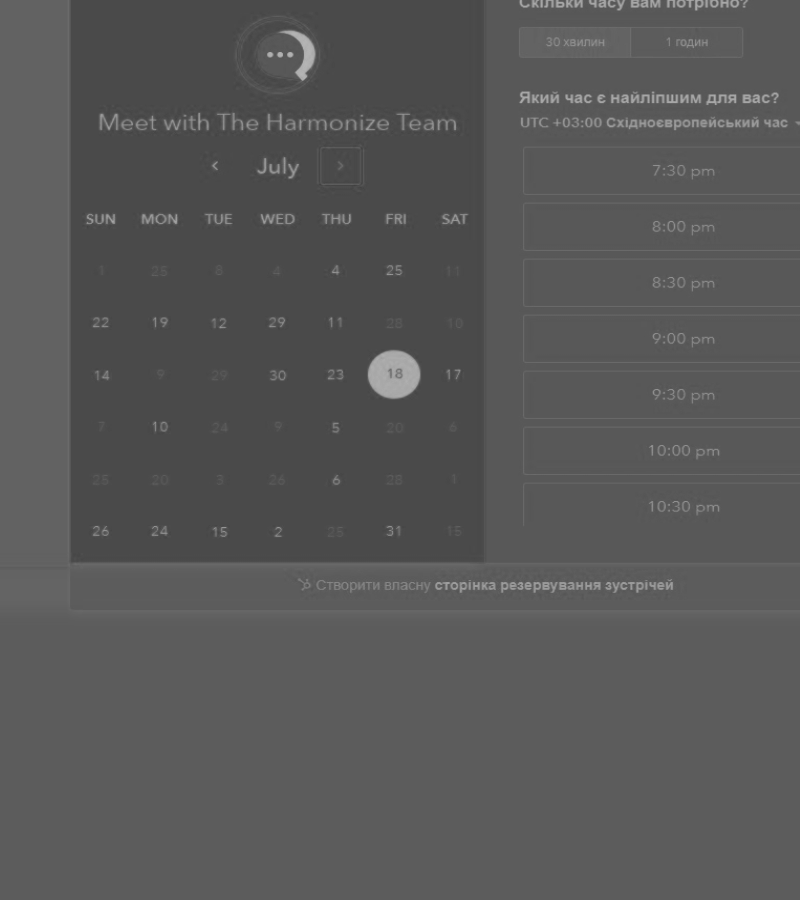 Скільки часу вам потрібно?
30 хвилин 1 годин
Meet with The Harmonize Team
July
SUN MON TUE WED THU FRI SAT
1 25 8 4 4 25 11
22 19 12 29 11 28 10
14 9 29 30 23 18 17
7 10 24 9 5 20 6
25 20 3 26 6 28 1
26 24 15 2 25 31 15
Який час є найліпшим для вас?
UTC +03:00 Східноєвропейський час
7:30 pm
8:00 pm
8:30 pm
9:00 pm
9:30 pm
10:00 pm
10:30 pm
Створити власну сторінка резервування зустрічей